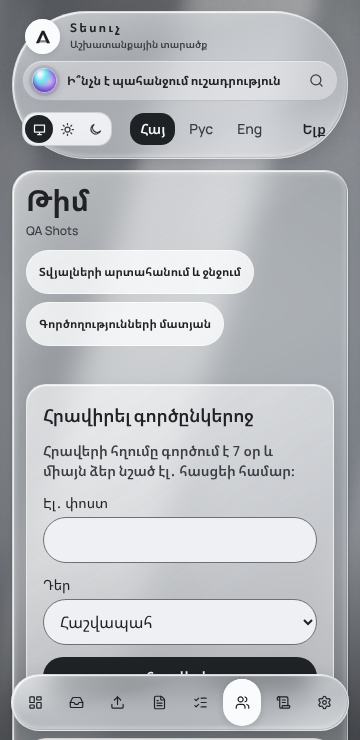 Տեսուչ
Աշխատանքային տարածք
Ի՞նչն է պահանջում ուշադրություն
Հայ Рус Eng Ելք
Թիմ
QA Shots
Տվյալների արտահանում և ջնջում
Գործողությունների մատյան
Հրավիրել գործընկերոջ
Հրավերի հղումը գործում է 7 օր և
միայն ձեր նշած էլ․ հասցեի համար։
Էլ․ փոստ
Դեր
Հաշվապահ